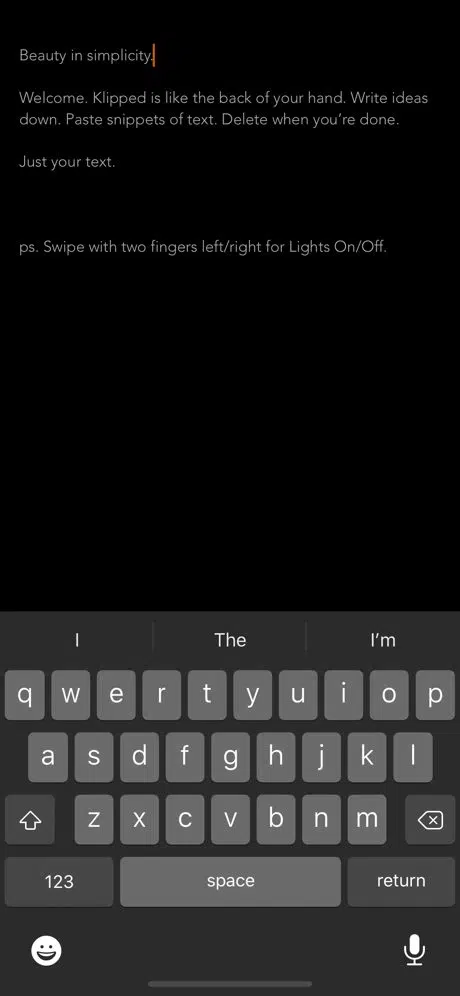 Beauty in simplicity.
Welcome. Klipped is like the back of your hand. Write ideas
down. Paste snippets of text. Delete when you’re done.
Just your text.
ps. Swipe with two fingers left/right for Lights On/Off.
I The I’m
q w e r t y u i o p
a s d f g h j k l
z x c v b n m
123 space return